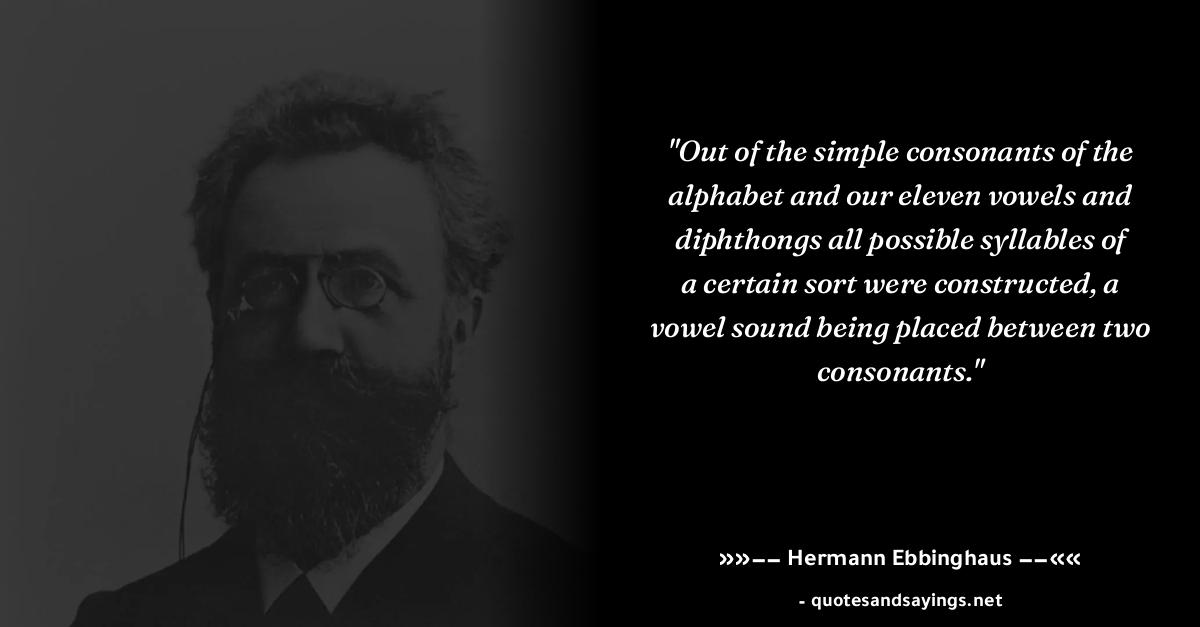 "Out of the simple consonants of the
alphabet and our eleven vowels and
diphthongs all possible syllables of
a certain sort were constructed, a
vowel sound being placed between two
consonants."
»»−− Hermann Ebbinghaus −−««
- quotesandsayings.net